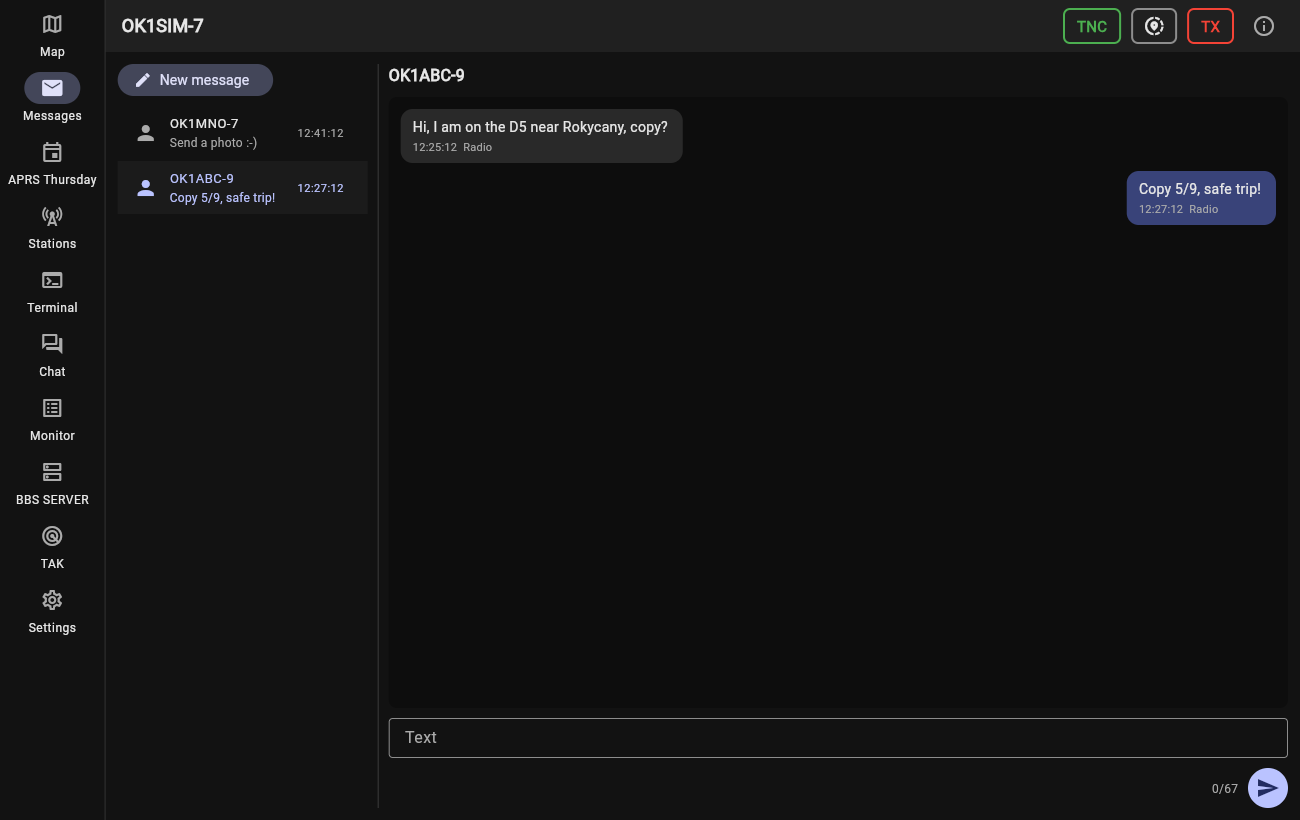 OK1SIM-7
TNC
TX
Map
Messages
APRS Thursday
Stations
Terminal
Chat
Monitor
BBS SERVER
TAK
Settings
New message
OK1MNO-7
Send a photo :-)
12:41:12
OK1ABC-9
Copy 5/9, safe trip!
12:27:12
OK1ABC-9
Hi, I am on the D5 near Rokycany, copy?
12:25:12 Radio
Copy 5/9, safe trip!
12:27:12 Radio
Text
0/67